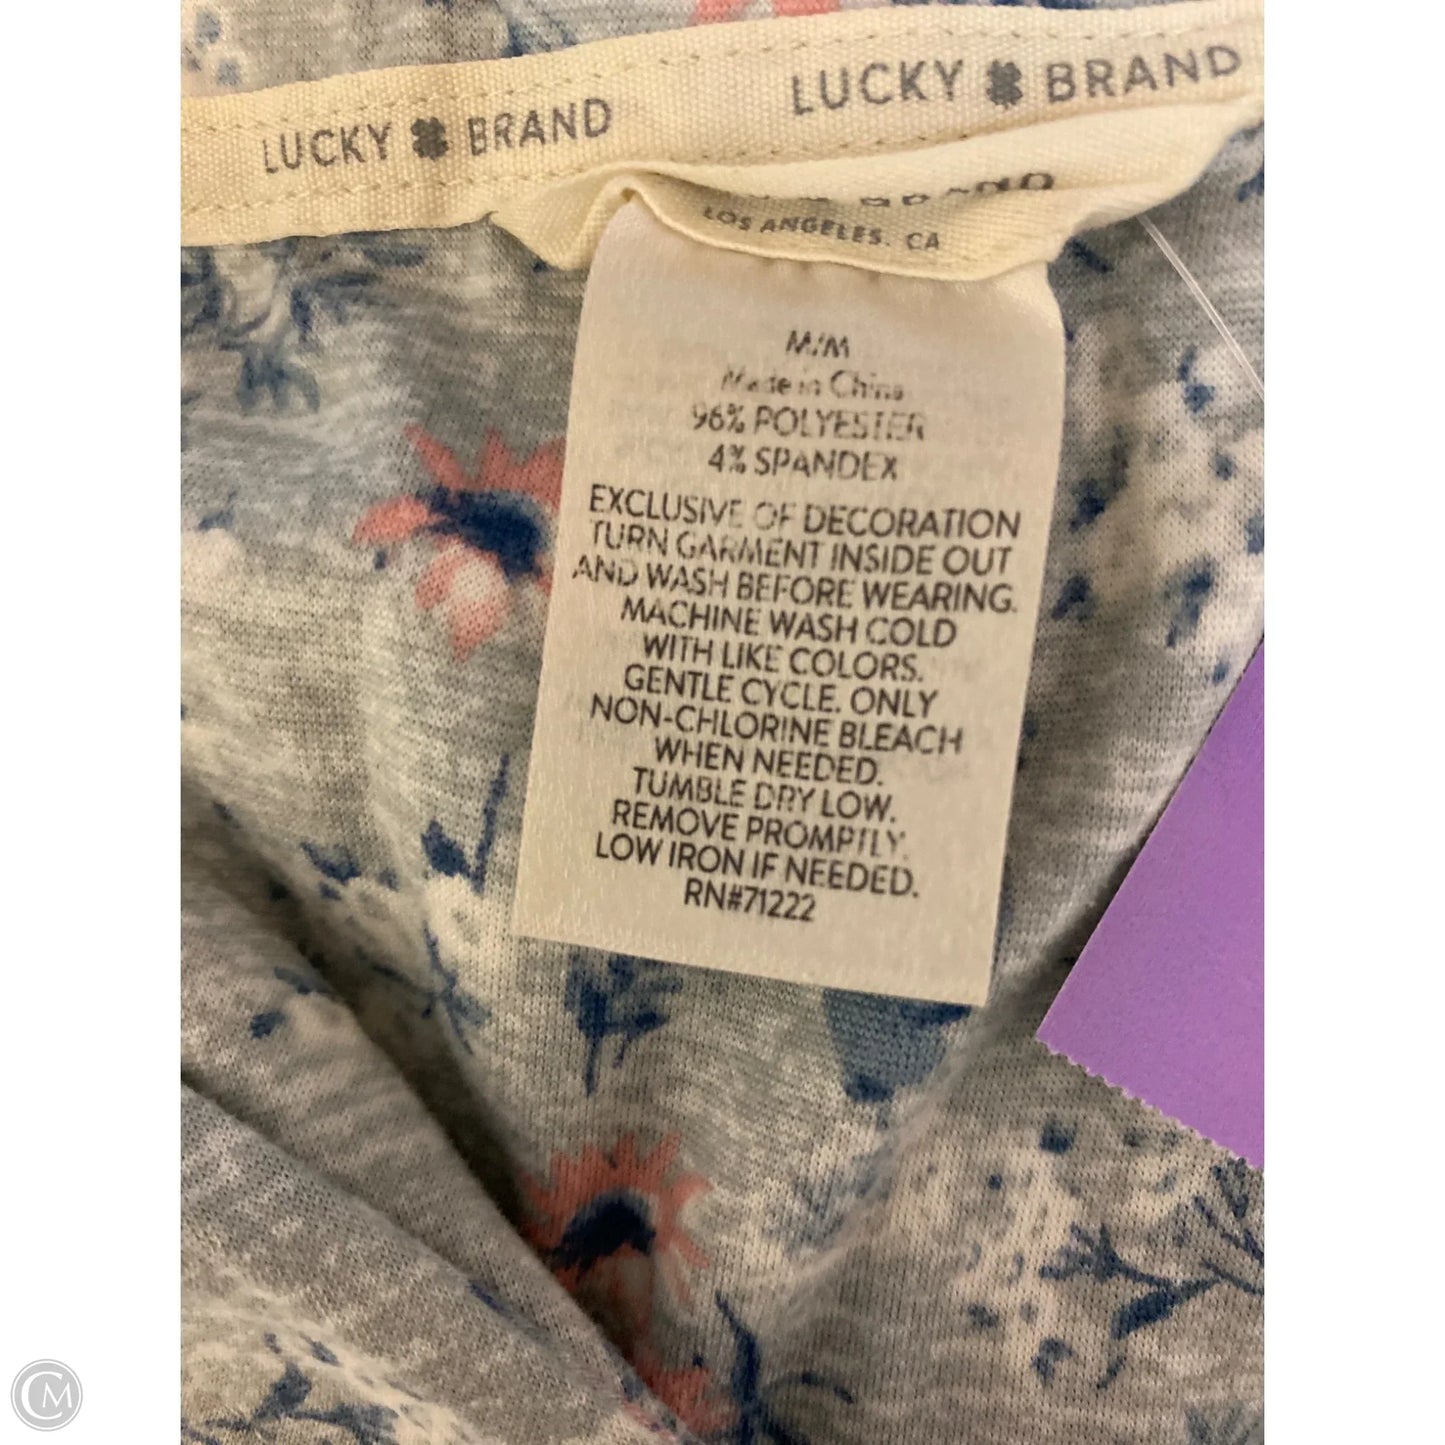 LUCKY BRAND LUCKY BRAND
BRAND
LOS ANGELES, CA
M/M
Made in China
96% POLYESTER
4% SPANDEX
EXCLUSIVE OF DECORATION
TURN GARMENT INSIDE OUT
AND WASH BEFORE WEARING.
MACHINE WASH COLD
WITH LIKE COLORS.
GENTLE CYCLE. ONLY
NON-CHLORINE BLEACH
WHEN NEEDED.
TUMBLE DRY LOW.
REMOVE PROMPTLY.
LOW IRON IF NEEDED.
RN#71222
CM